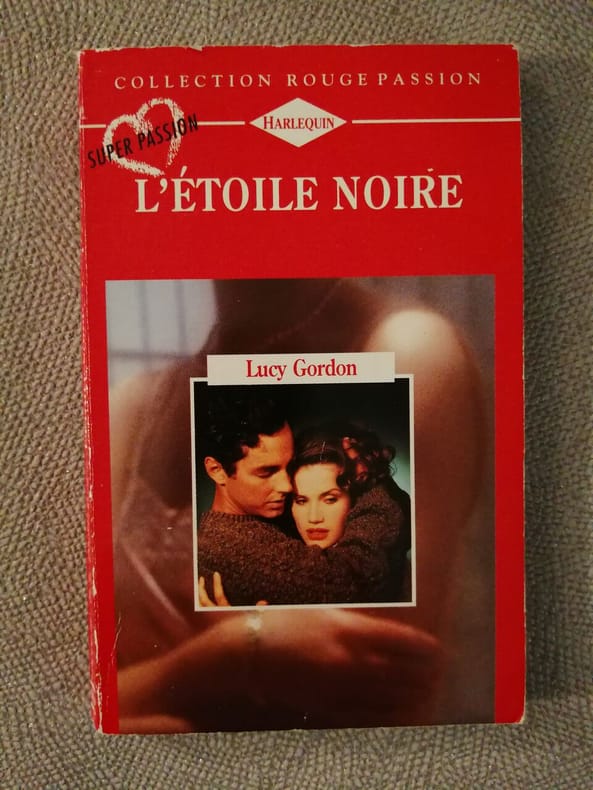 COLLECTION ROUGE PASSION
HARLEQUIN
SUPER PASSION
L'ÉTOILE NOIRE
Lucy Gordon